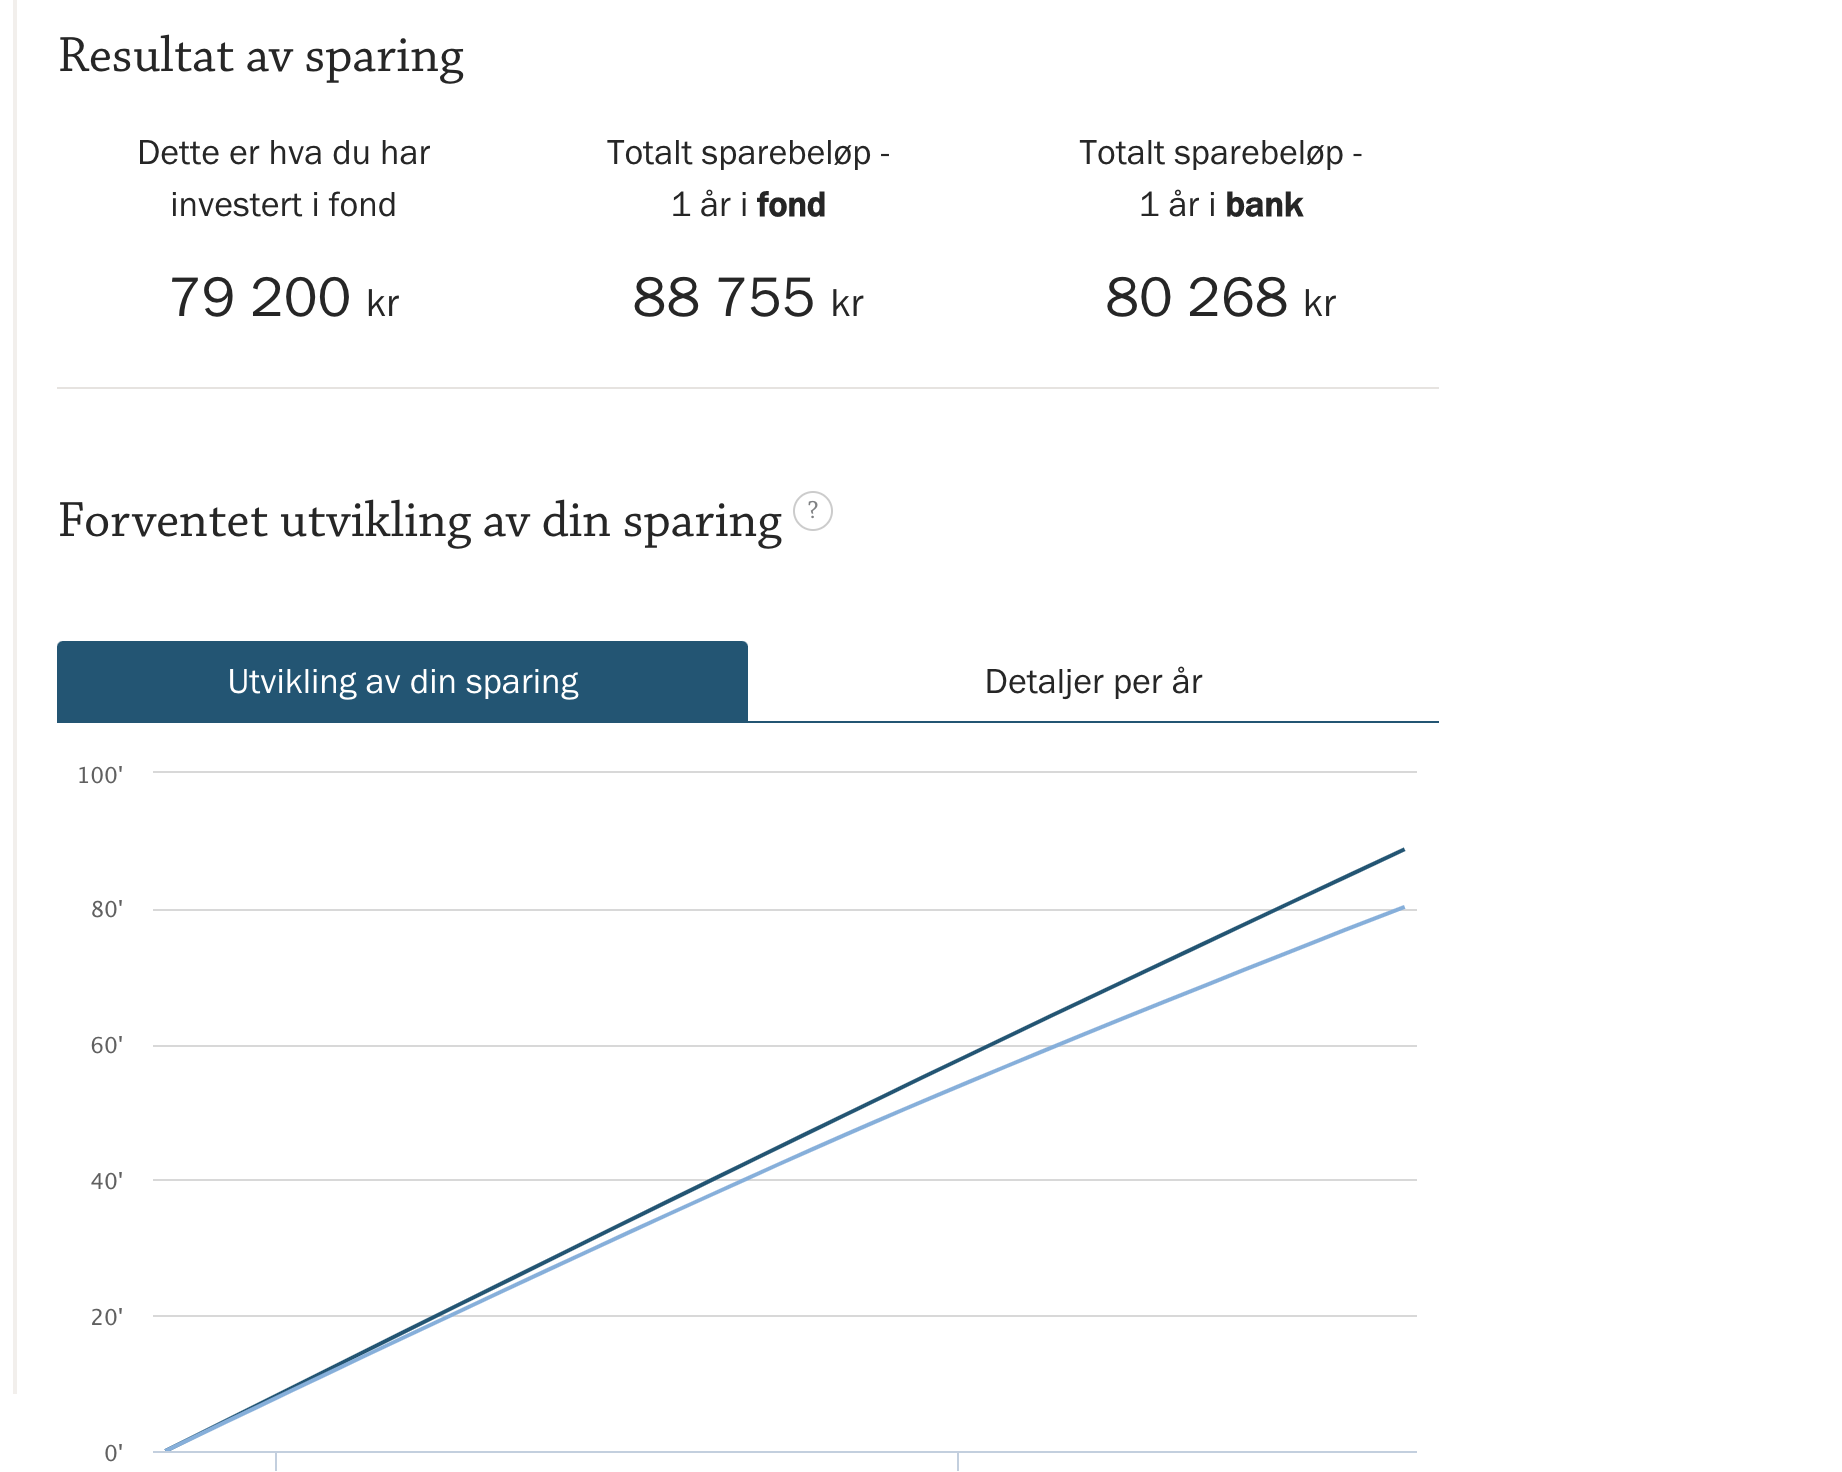 Resultat av sparing
Dette er hva du har
investert i fond
79 200 kr
Totalt sparebeløp -
1 år i fond
88 755 kr
Totalt sparebeløp -
1 år i bank
80 268 kr
Forventet utvikling av din sparing ?
Utvikling av din sparing
Detaljer per år
100'
80'
60'
40'
20'
0'